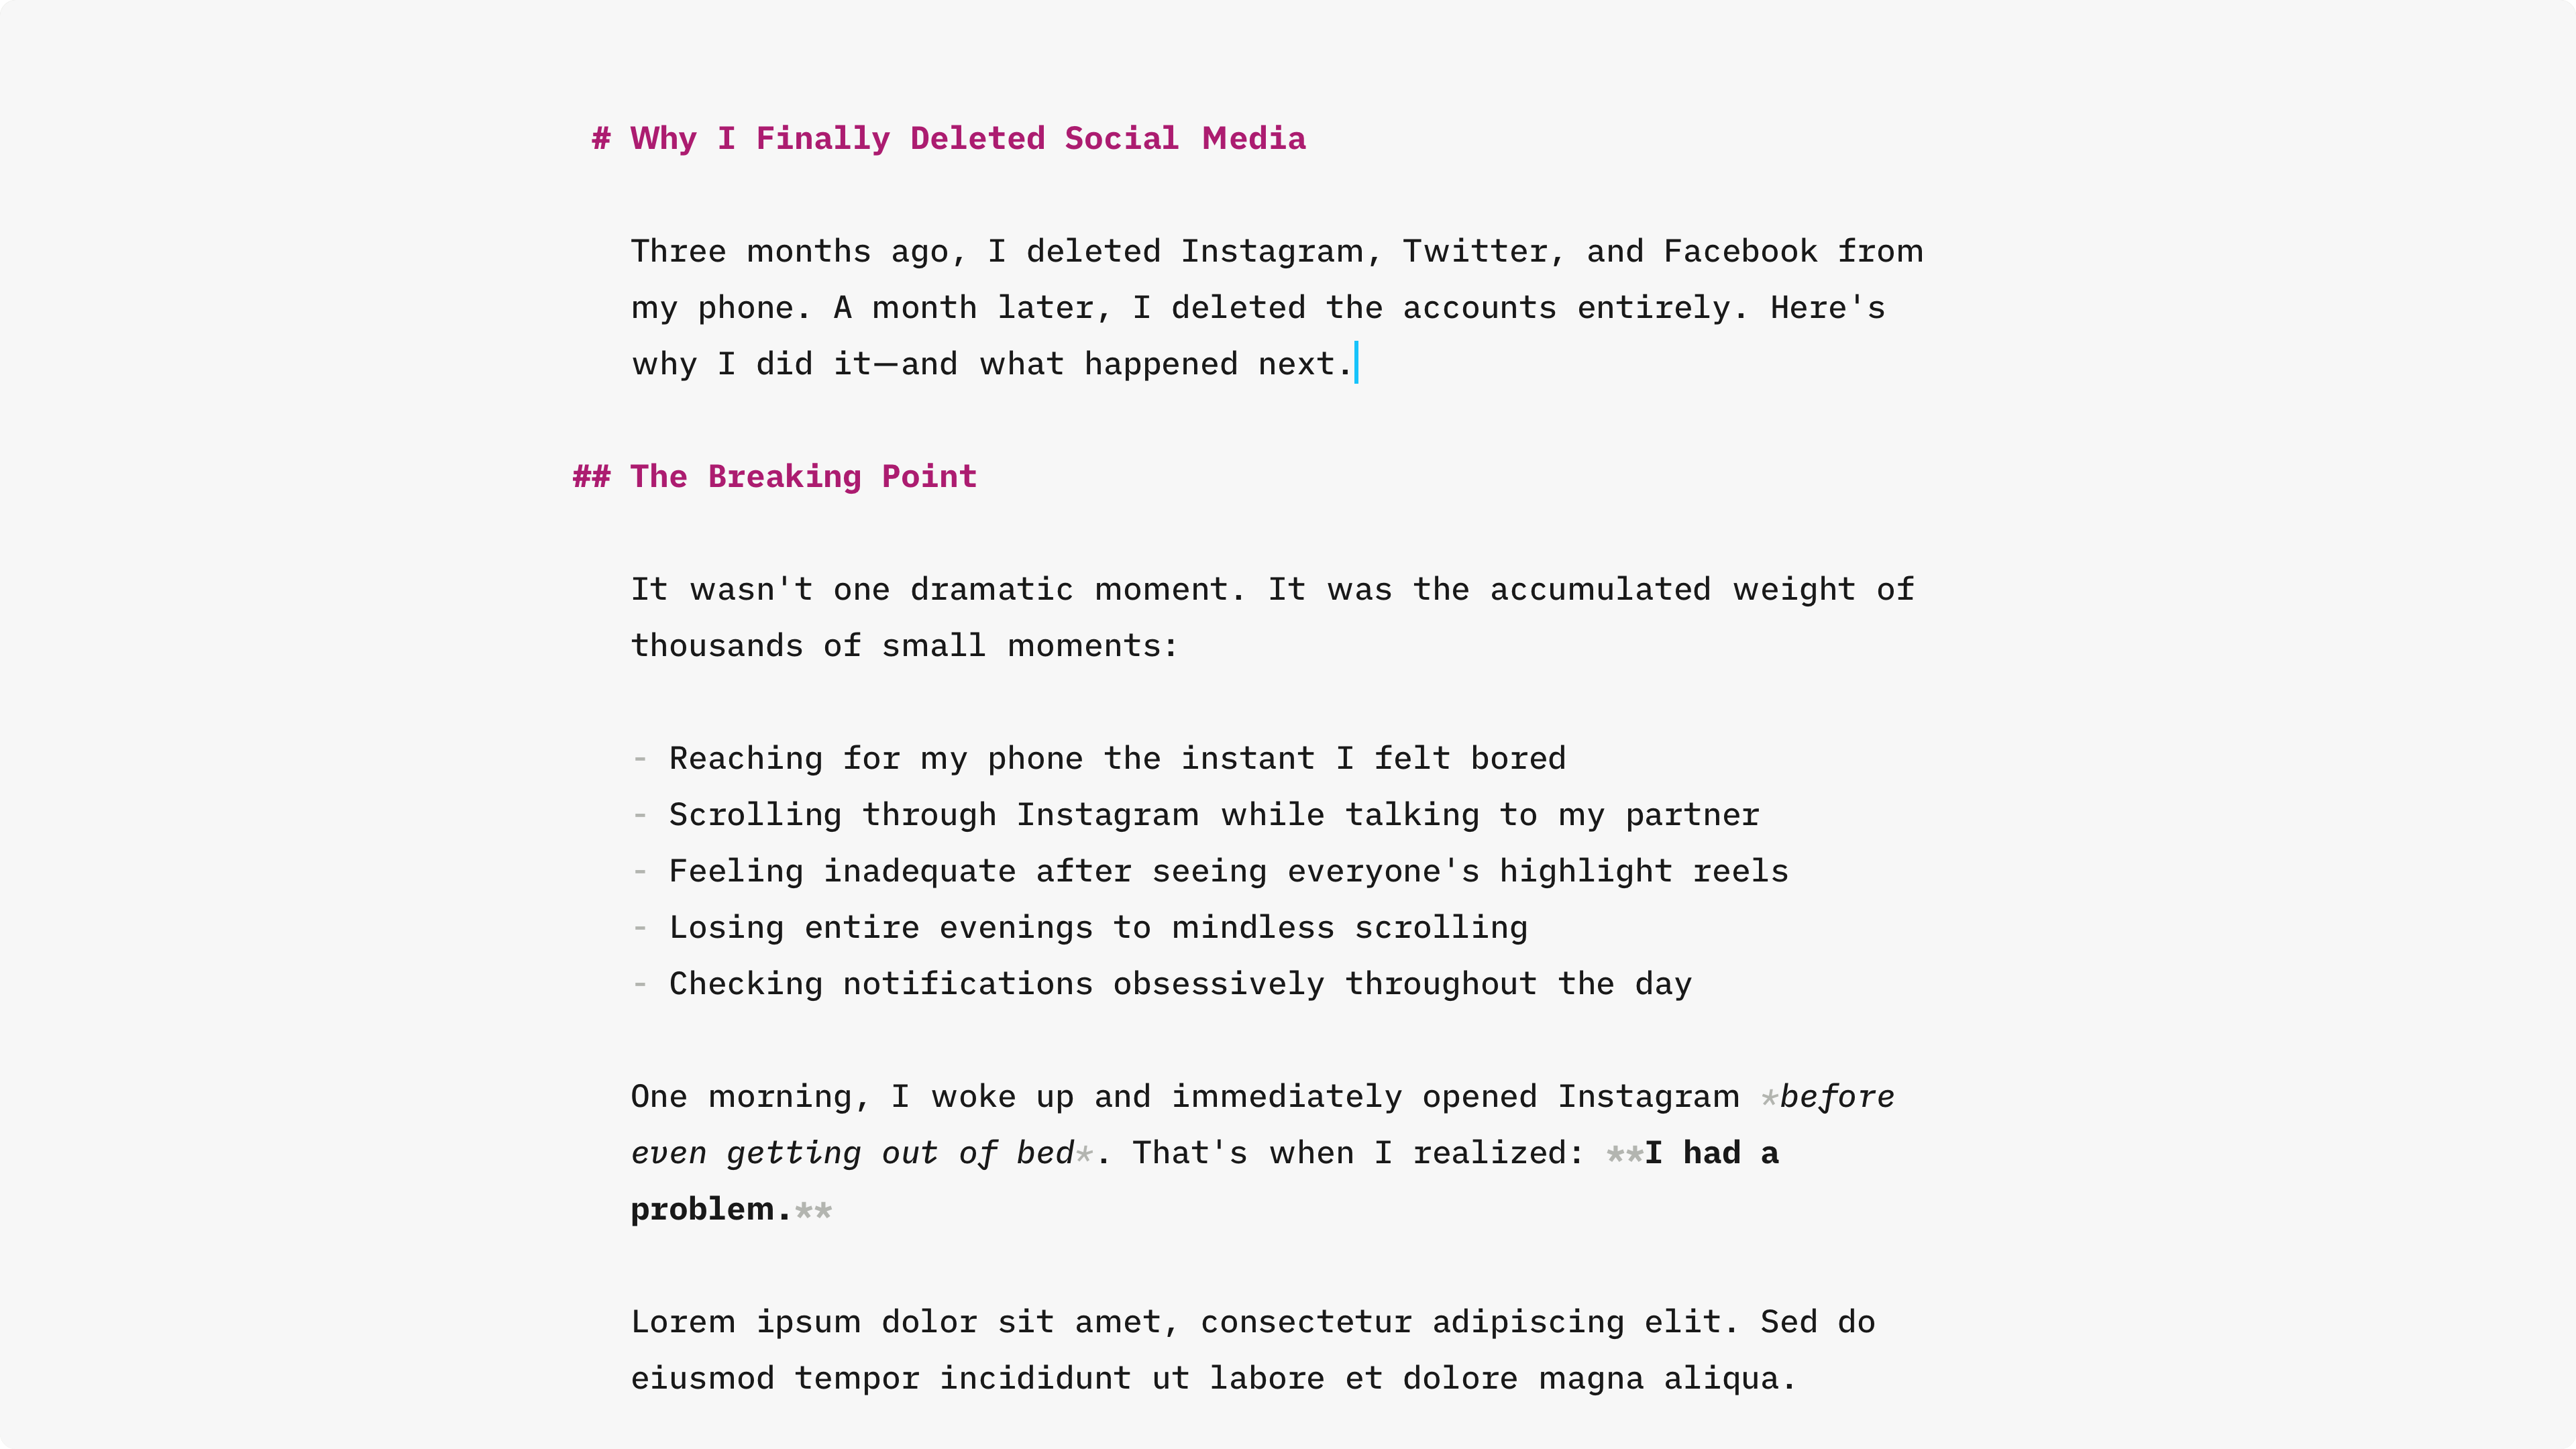 # Why I Finally Deleted Social Media
Three months ago, I deleted Instagram, Twitter, and Facebook from
my phone. A month later, I deleted the accounts entirely. Here's
why I did it—and what happened next.
## The Breaking Point
It wasn't one dramatic moment. It was the accumulated weight of
thousands of small moments:
- Reaching for my phone the instant I felt bored
- Scrolling through Instagram while talking to my partner
- Feeling inadequate after seeing everyone's highlight reels
- Losing entire evenings to mindless scrolling
- Checking notifications obsessively throughout the day
One morning, I woke up and immediately opened Instagram *before
even getting out of bed*. That's when I realized: **I had a
problem.**
Lorem ipsum dolor sit amet, consectetur adipiscing elit. Sed do
eiusmod tempor incididunt ut labore et dolore magna aliqua.